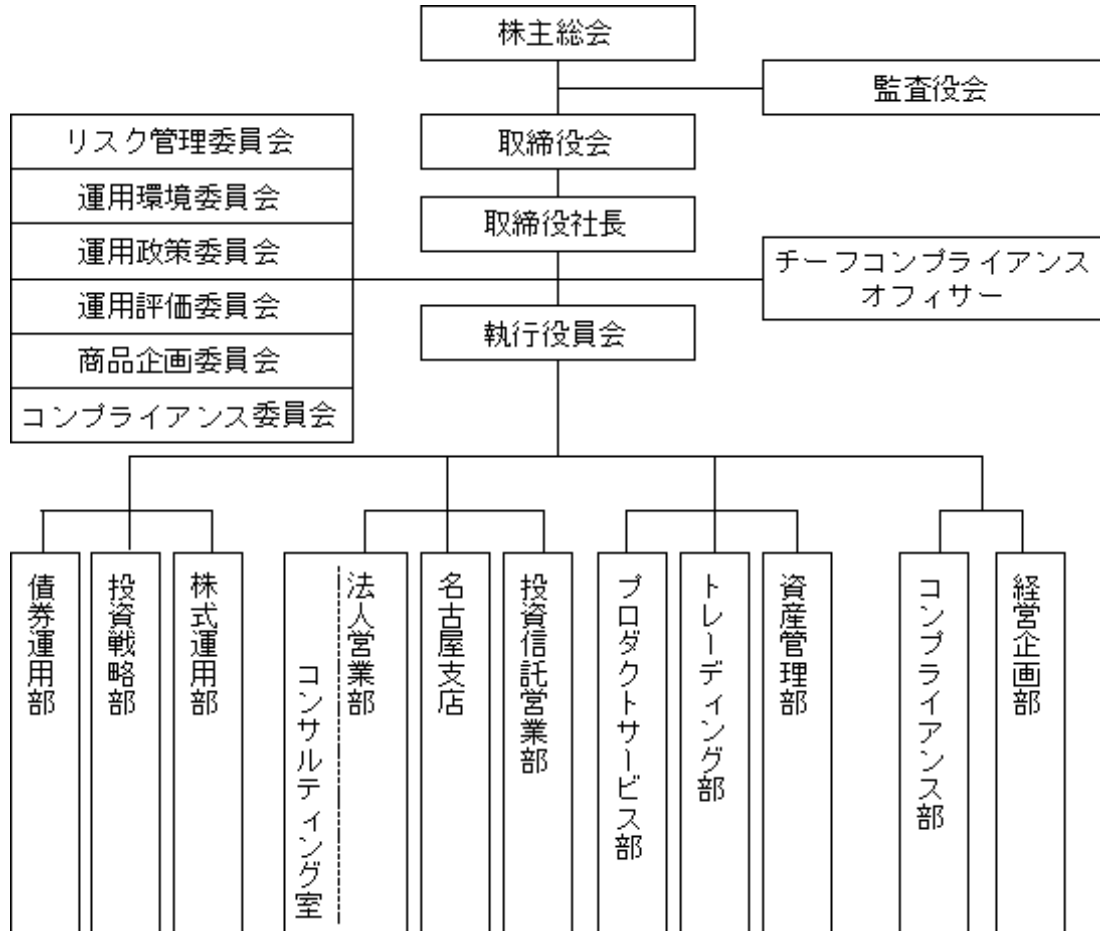 株主総会
監査役会
リスク管理委員会
取締役会
運用環境委員会
取締役社長
運用政策委員会
チーフコンプライアンス
オフィサー
運用評価委員会
執行役員会
商品企画委員会
コンプライアンス委員会
債券運用部
投資戦略部
株式運用部
法人営業部
コンサルティング室
名古屋支店
投資信託営業部
プロダクトサービス部
トレーディング部
資産管理部
コンプライアンス部
経営企画部